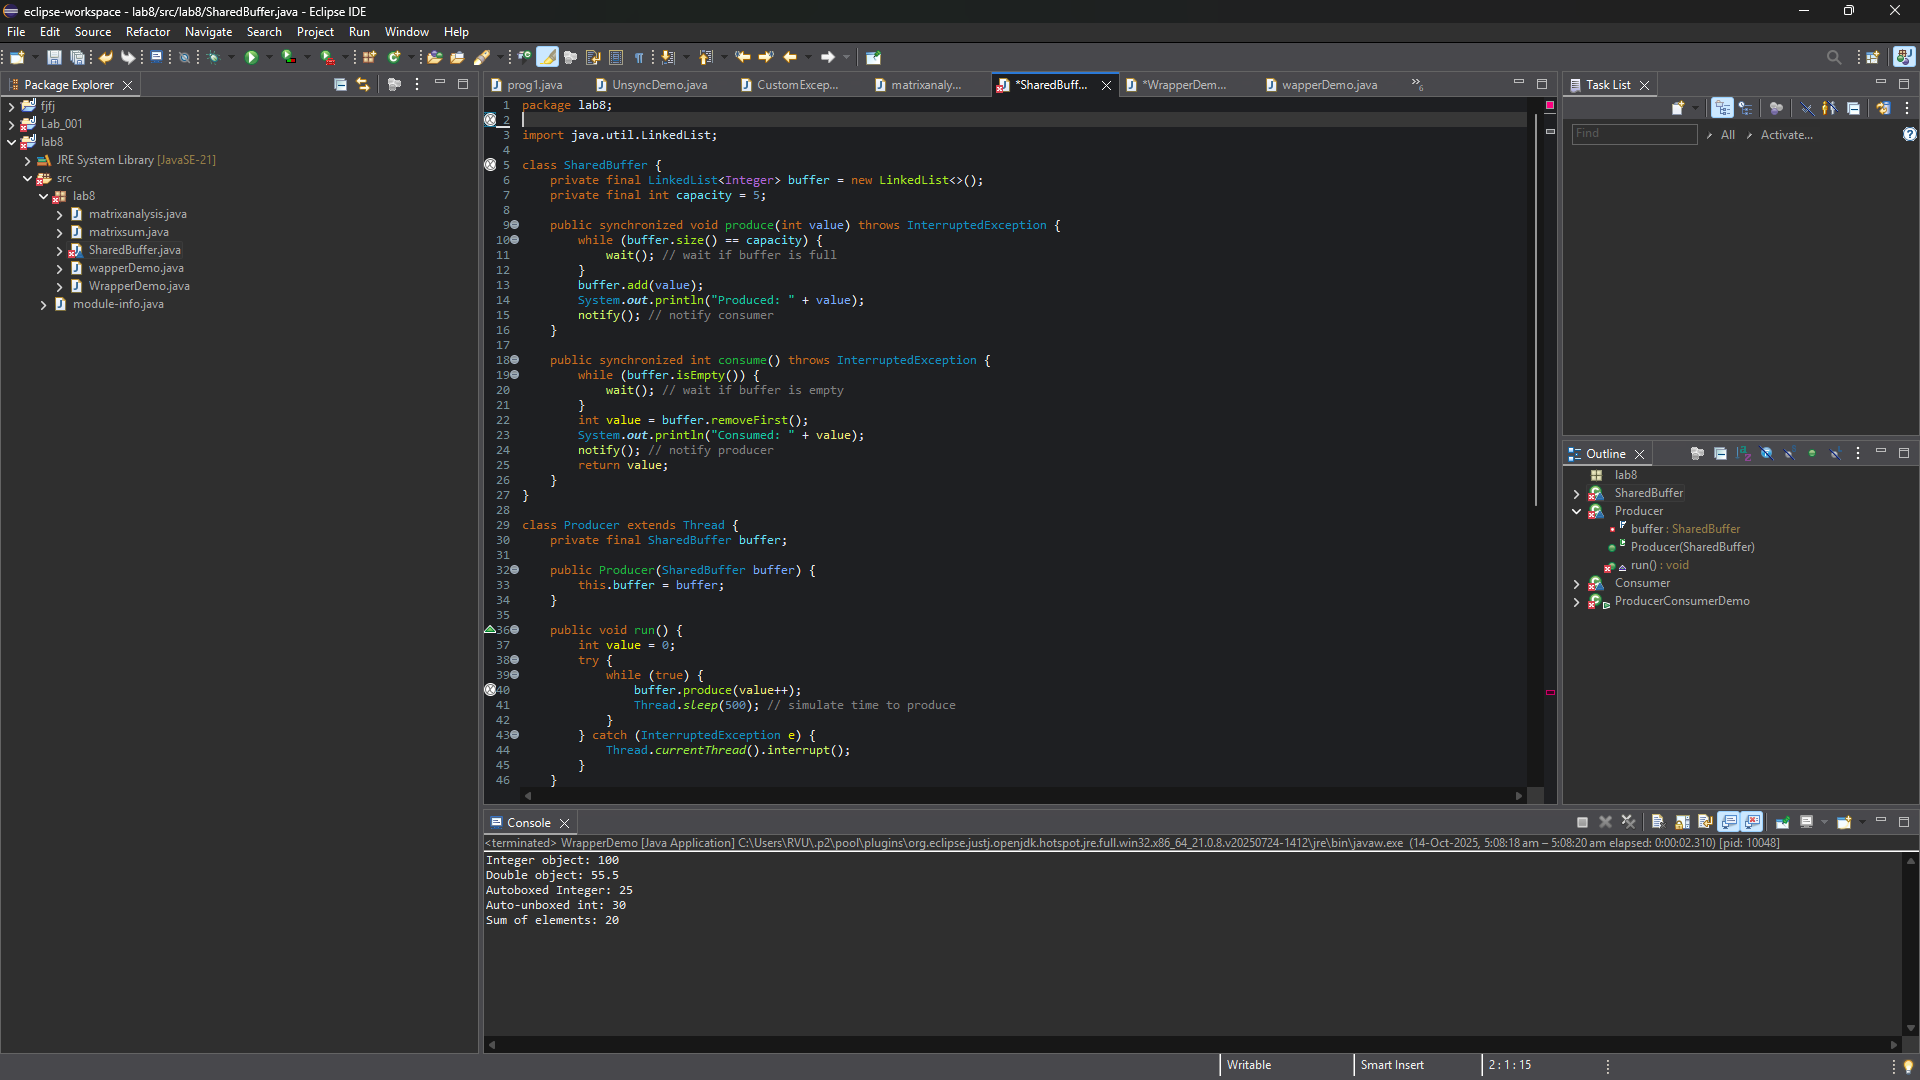 eclipse-workspace - lab8/src/lab8/SharedBuffer.java - Eclipse IDE
File Edit Source Refactor Navigate Search Project Run Window Help
Package Explorer
fjfj
Lab_001
lab8
JRE System Library [JavaSE-21]
src
lab8
matrixanalysis.java
matrixsum.java
SharedBuffer.java
wapperDemo.java
WrapperDemo.java
module-info.java
prog1.java UnsyncDemo.java CustomExcep... matrixanaly... *SharedBuff... *WrapperDem... wapperDemo.java
1 package lab8;
2
3 import java.util.LinkedList;
4
5 class SharedBuffer {
6 private final LinkedList<Integer> buffer = new LinkedList<>();
7 private final int capacity = 5;
8
9 public synchronized void produce(int value) throws InterruptedException {
10 while (buffer.size() == capacity) {
11 wait(); // wait if buffer is full
12 }
13 buffer.add(value);
14 System.out.println("Produced: " + value);
15 notify(); // notify consumer
16 }
17
18 public synchronized int consume() throws InterruptedException {
19 while (buffer.isEmpty()) {
20 wait(); // wait if buffer is empty
21 }
22 int value = buffer.removeFirst();
23 System.out.println("Consumed: " + value);
24 notify(); // notify producer
25 return value;
26 }
27 }
28
29 class Producer extends Thread {
30 private final SharedBuffer buffer;
31
32 public Producer(SharedBuffer buffer) {
33 this.buffer = buffer;
34 }
35
36 public void run() {
37 int value = 0;
38 try {
39 while (true) {
40 buffer.produce(value++);
41 Thread.sleep(500); // simulate time to produce
42 }
43 } catch (InterruptedException e) {
44 Thread.currentThread().interrupt();
45 }
46 }
Task List
Find All Activate...
Outline
lab8
SharedBuffer
Producer
buffer : SharedBuffer
Producer(SharedBuffer)
run() : void
Consumer
ProducerConsumerDemo
Console
<terminated> WrapperDemo [Java Application] C:\Users\RVU\.p2\pool\plugins\org.eclipse.justj.openjdk.hotspot.jre.full.win32.x86_64_21.0.8.v20250724-1412\jre\bin\javaw.exe (14-Oct-2025, 5:08:18 am – 5:08:20 am elapsed: 0:00:02.310) [pid: 10048]
Integer object: 100
Double object: 55.5
Autoboxed Integer: 25
Auto-unboxed int: 30
Sum of elements: 20
Writable Smart Insert 2 : 1 : 15